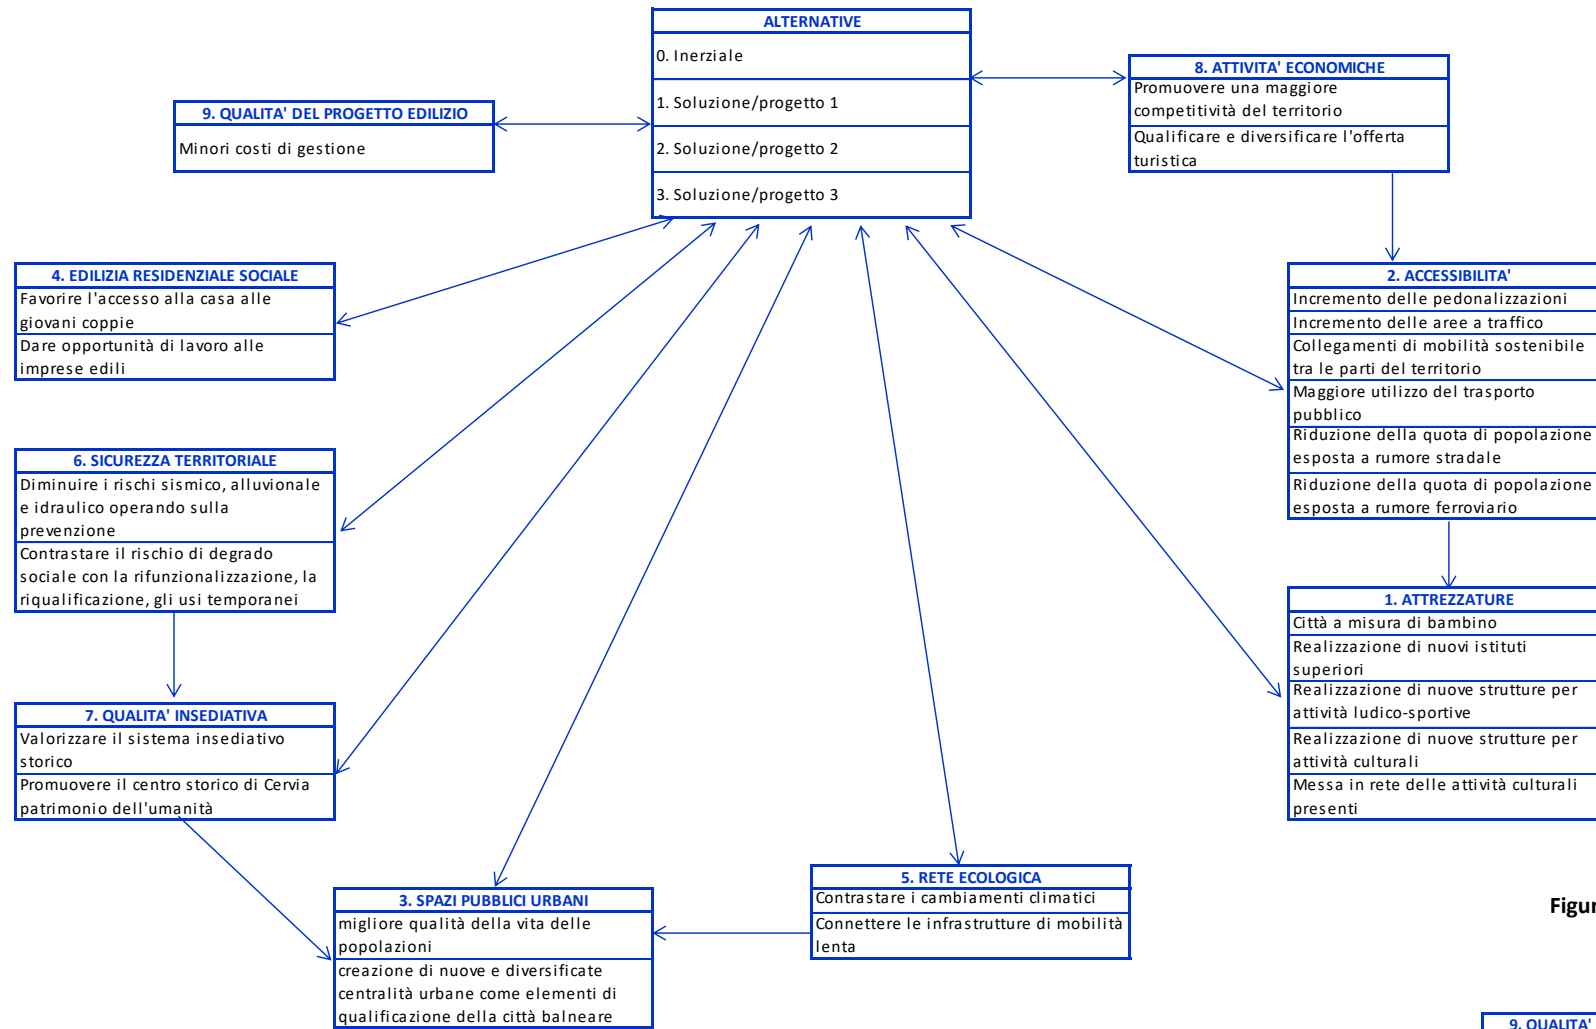 ALTERNATIVE
0. Inerziale
1. Soluzione/progetto 1
2. Soluzione/progetto 2
3. Soluzione/progetto 3
9. QUALITA' DEL PROGETTO EDILIZIO
Minori costi di gestione
8. ATTIVITA' ECONOMICHE
Promuovere una maggiore
competitività del territorio
Qualificare e diversificare l'offerta
turistica
4. EDILIZIA RESIDENZIALE SOCIALE
Favorire l'accesso alla casa alle
giovani coppie
Dare opportunità di lavoro alle
imprese edili
2. ACCESSIBILITA'
Incremento delle pedonalizzazioni
Incremento delle aree a traffico
Collegamenti di mobilità sostenibile
tra le parti del territorio
Maggiore utilizzo del trasporto
pubblico
Riduzione della quota di popolazione
esposta a rumore stradale
Riduzione della quota di popolazione
esposta a rumore ferroviario
6. SICUREZZA TERRITORIALE
Diminuire i rischi sismico, alluvionale
e idraulico operando sulla
prevenzione
Contrastare il rischio di degrado
sociale con la rifunzionalizzazione, la
riqualificazione, gli usi temporanei
1. ATTREZZATURE
Città a misura di bambino
Realizzazione di nuovi istituti
superiori
Realizzazione di nuove strutture per
attività ludico-sportive
Realizzazione di nuove strutture per
attività culturali
Messa in rete delle attività culturali
presenti
7. QUALITA' INSEDIATIVA
Valorizzare il sistema insediativo
storico
Promuovere il centro storico di Cervia
patrimonio dell'umanità
3. SPAZI PUBBLICI URBANI
migliore qualità della vita delle
popolazioni
creazione di nuove e diversificate
centralità urbane come elementi di
qualificazione della città balneare
5. RETE ECOLOGICA
Contrastare i cambiamenti climatici
Connettere le infrastrutture di mobilità
lenta
Figur
9. QUALITA'